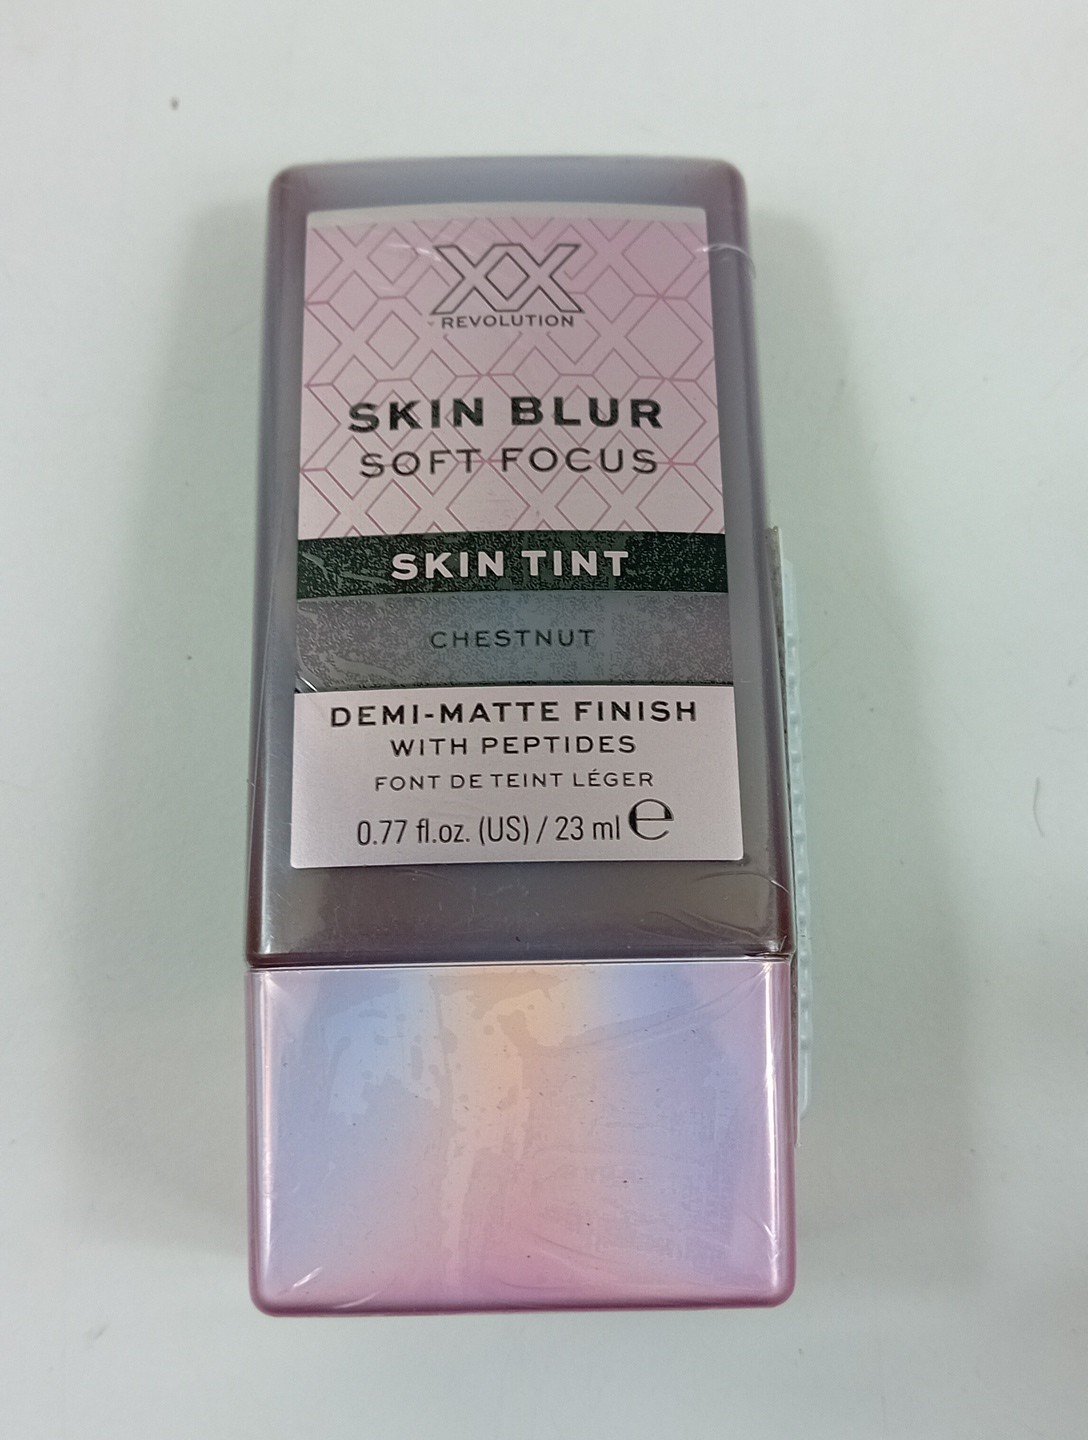 XX
REVOLUTION
SKIN BLUR
SOFT FOCUS
SKIN TINT
CHESTNUT
DEMI-MATTE FINISH
WITH PEPTIDES
FONT DE TEINT LÉGER
0.77 fl.oz. (US) / 23 ml ℮